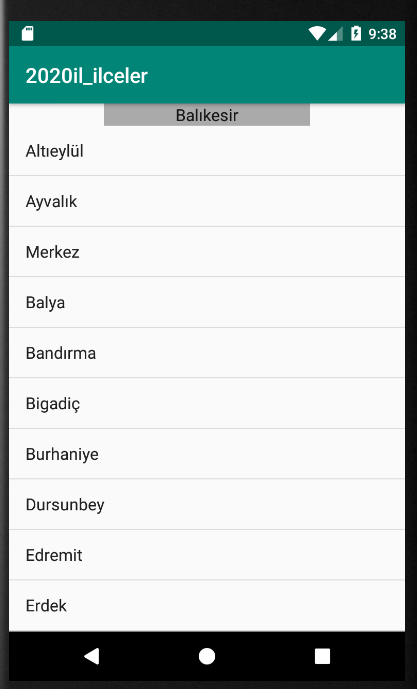 9:38
2020il_ilceler
Balıkesir
Altıeylül
Ayvalık
Merkez
Balya
Bandırma
Bigadiç
Burhaniye
Dursunbey
Edremit
Erdek